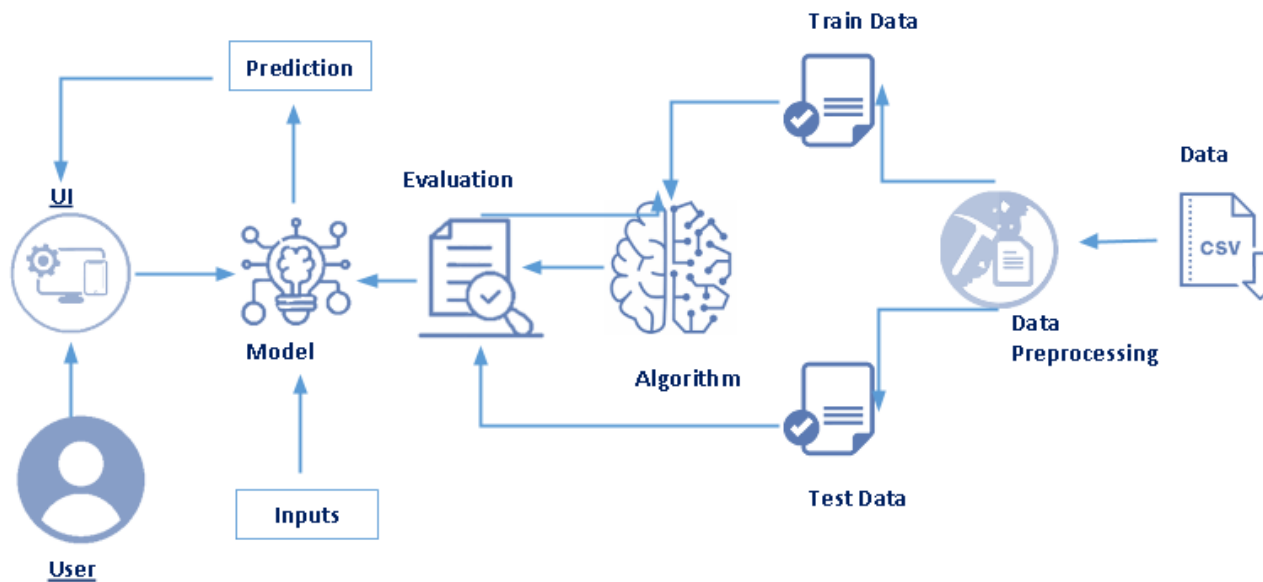 Train Data
Prediction
Data
Evaluation
UI
CSV
Data
Preprocessing
Model
Algorithm
Test Data
Inputs
User